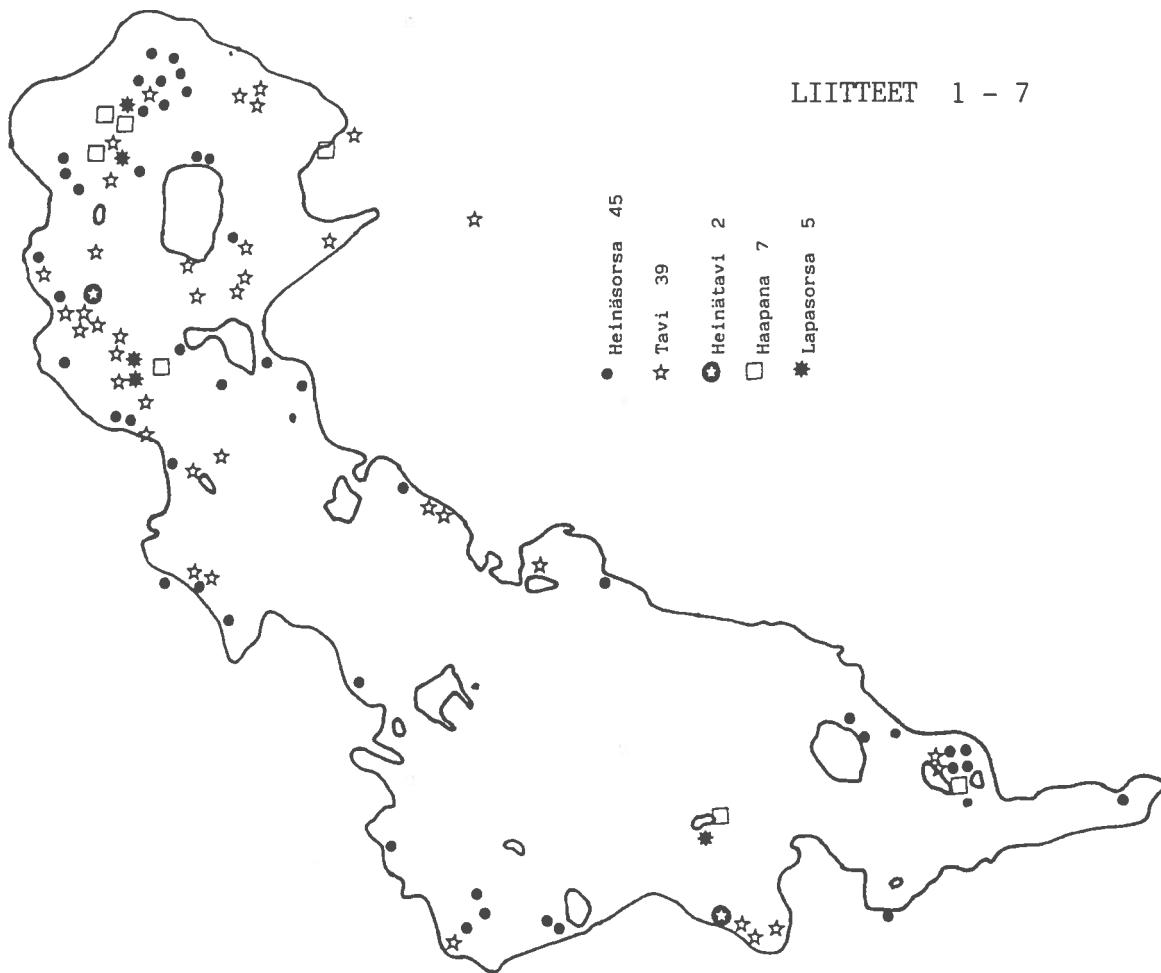 LIITTEET 1 - 7
Heinäsorsa 45
Tavi 39
Heinätavi 2
Haapana 7
Lapasorsa 5